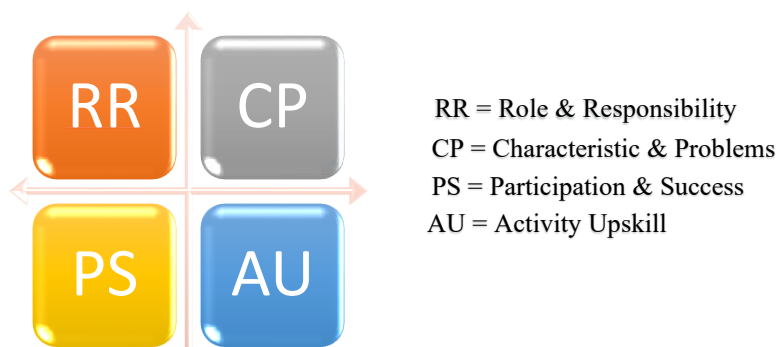 RR
CP
PS
AU
RR = Role & Responsibility
CP = Characteristic & Problems
PS = Participation & Success
AU = Activity Upskill